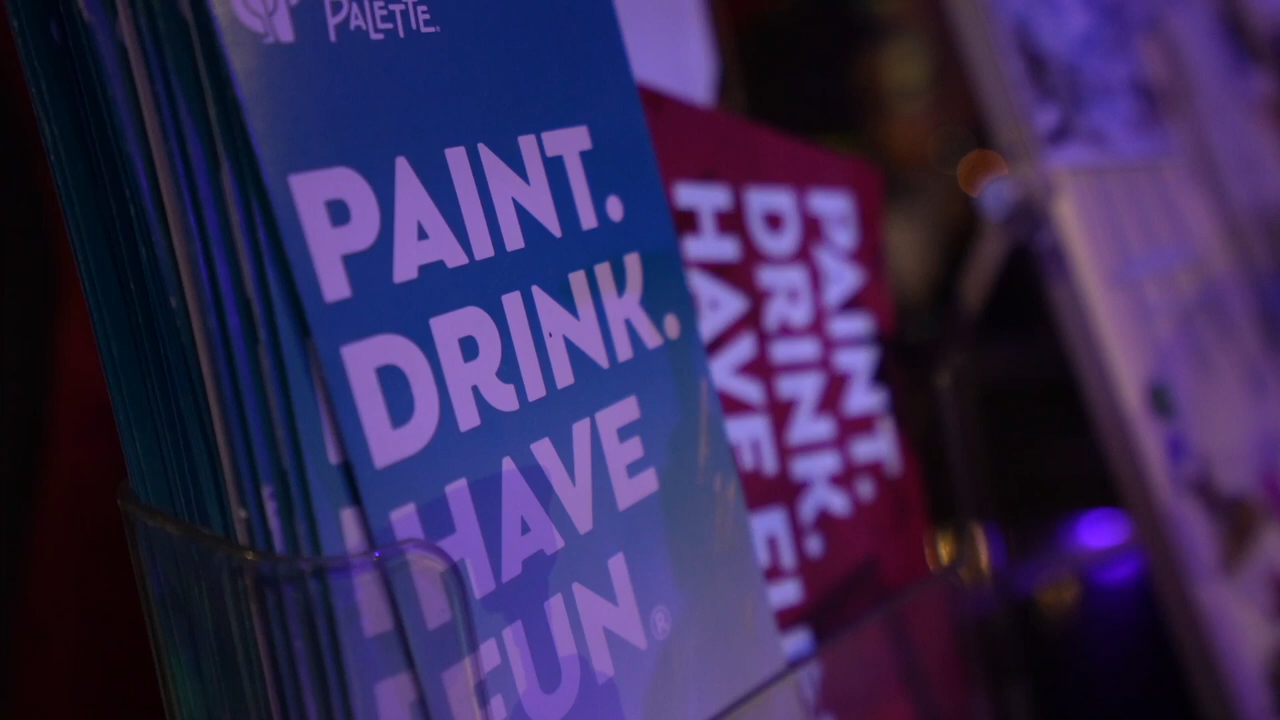 PALETTE.
PAINT.
DRINK.
HAVE
FUN.®
PAINT.
DRINK.
HAVE